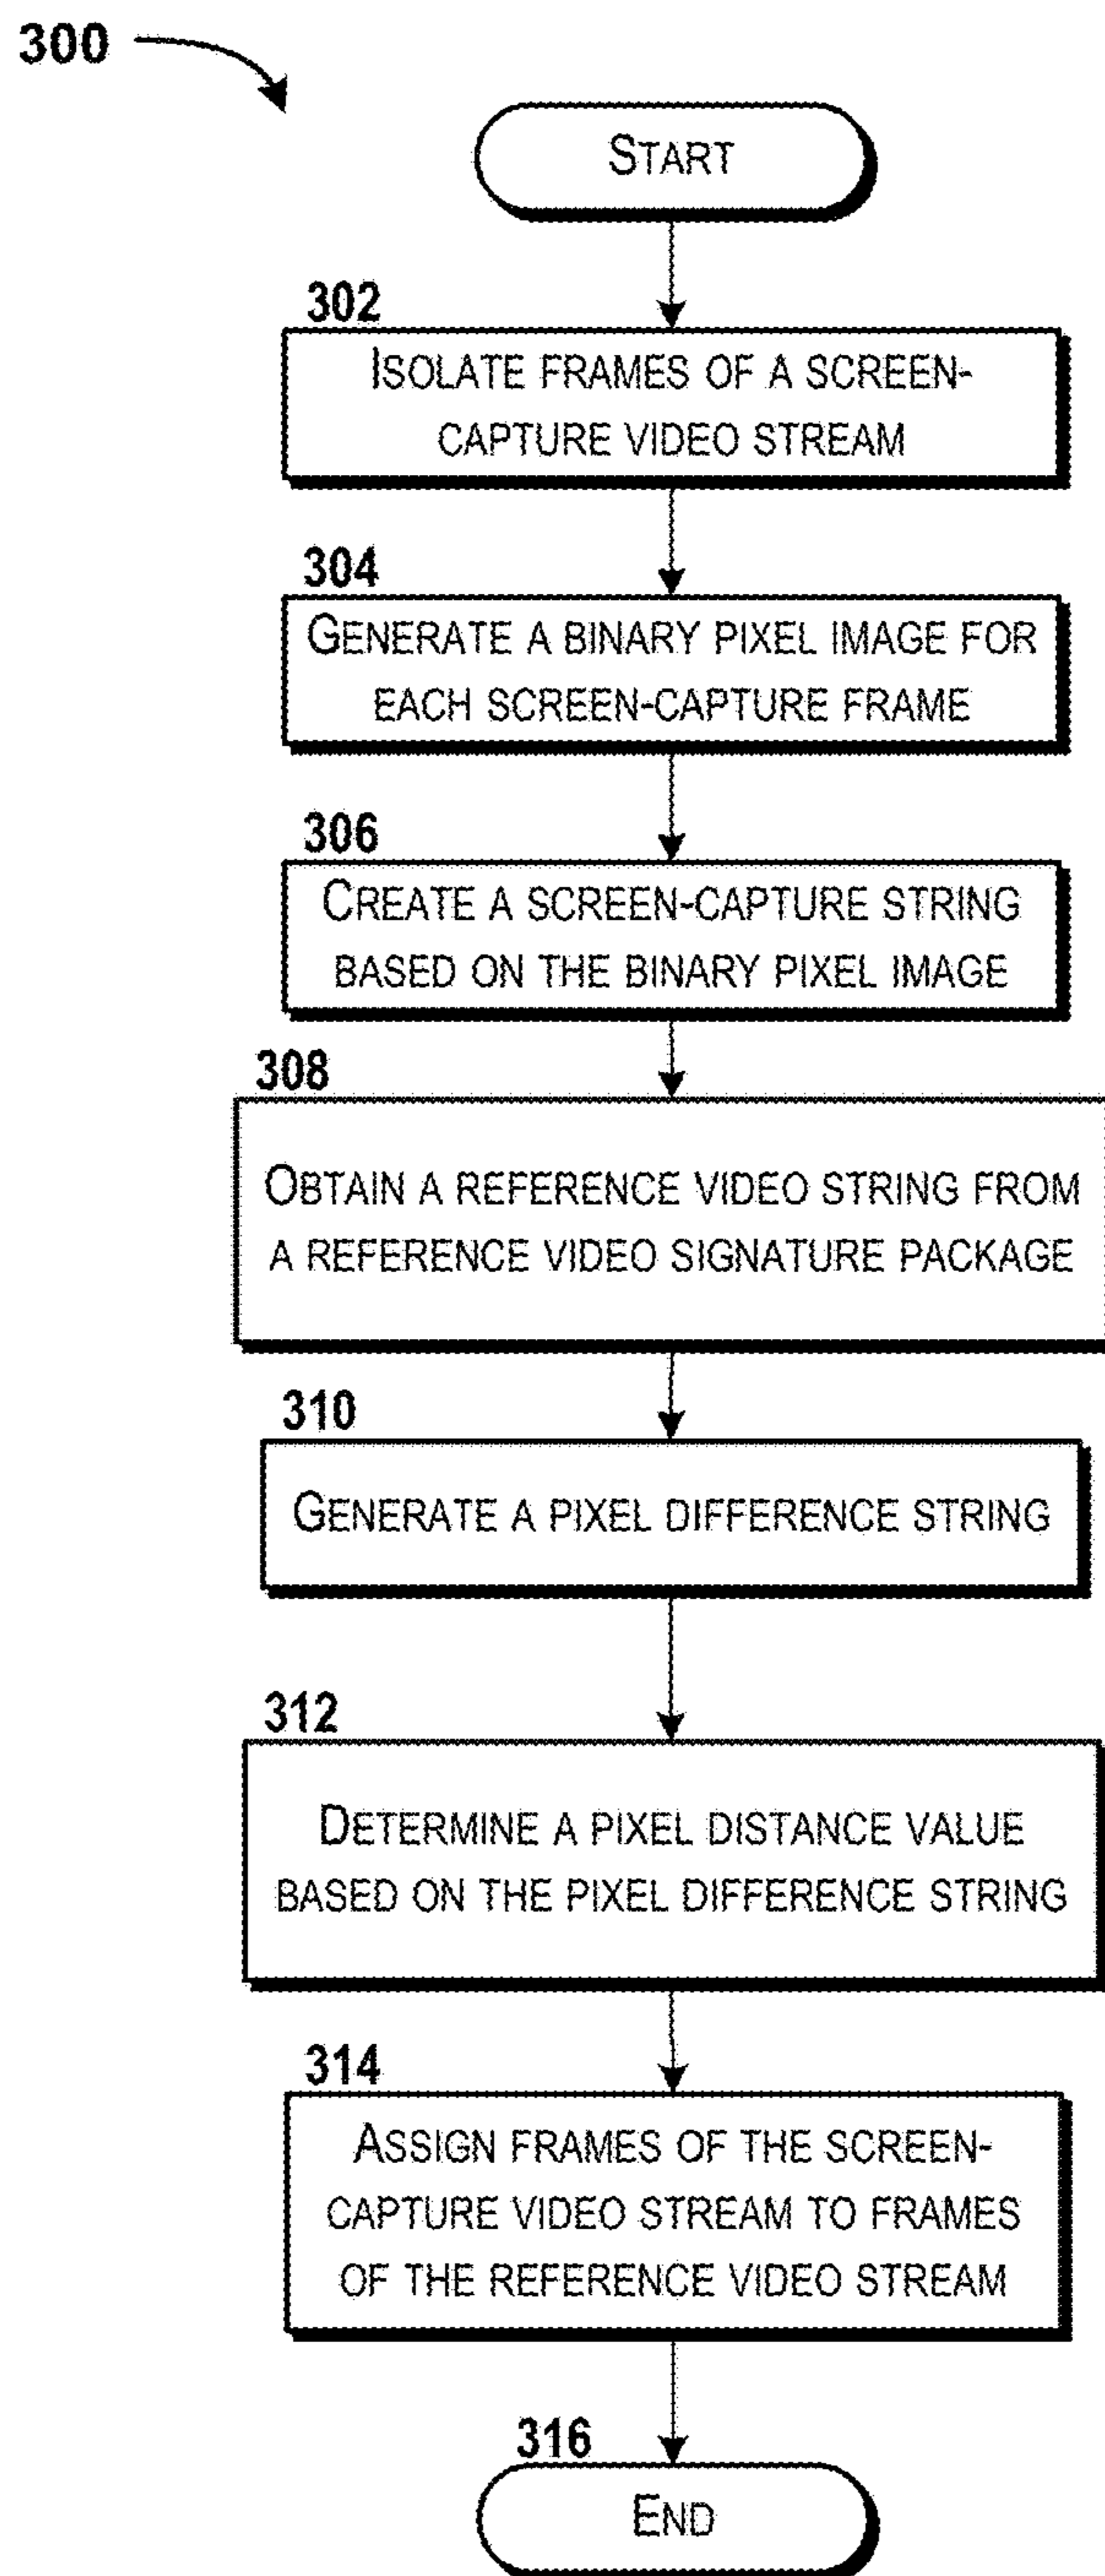 300
START
302
ISOLATE FRAMES OF A SCREEN-
CAPTURE VIDEO STREAM
304
GENERATE A BINARY PIXEL IMAGE FOR
EACH SCREEN-CAPTURE FRAME
306
CREATE A SCREEN-CAPTURE STRING
BASED ON THE BINARY PIXEL IMAGE
308
OBTAIN A REFERENCE VIDEO STRING FROM
A REFERENCE VIDEO SIGNATURE PACKAGE
310
GENERATE A PIXEL DIFFERENCE STRING
312
DETERMINE A PIXEL DISTANCE VALUE
BASED ON THE PIXEL DIFFERENCE STRING
314
ASSIGN FRAMES OF THE SCREEN-
CAPTURE VIDEO STREAM TO FRAMES
OF THE REFERENCE VIDEO STREAM
316
END